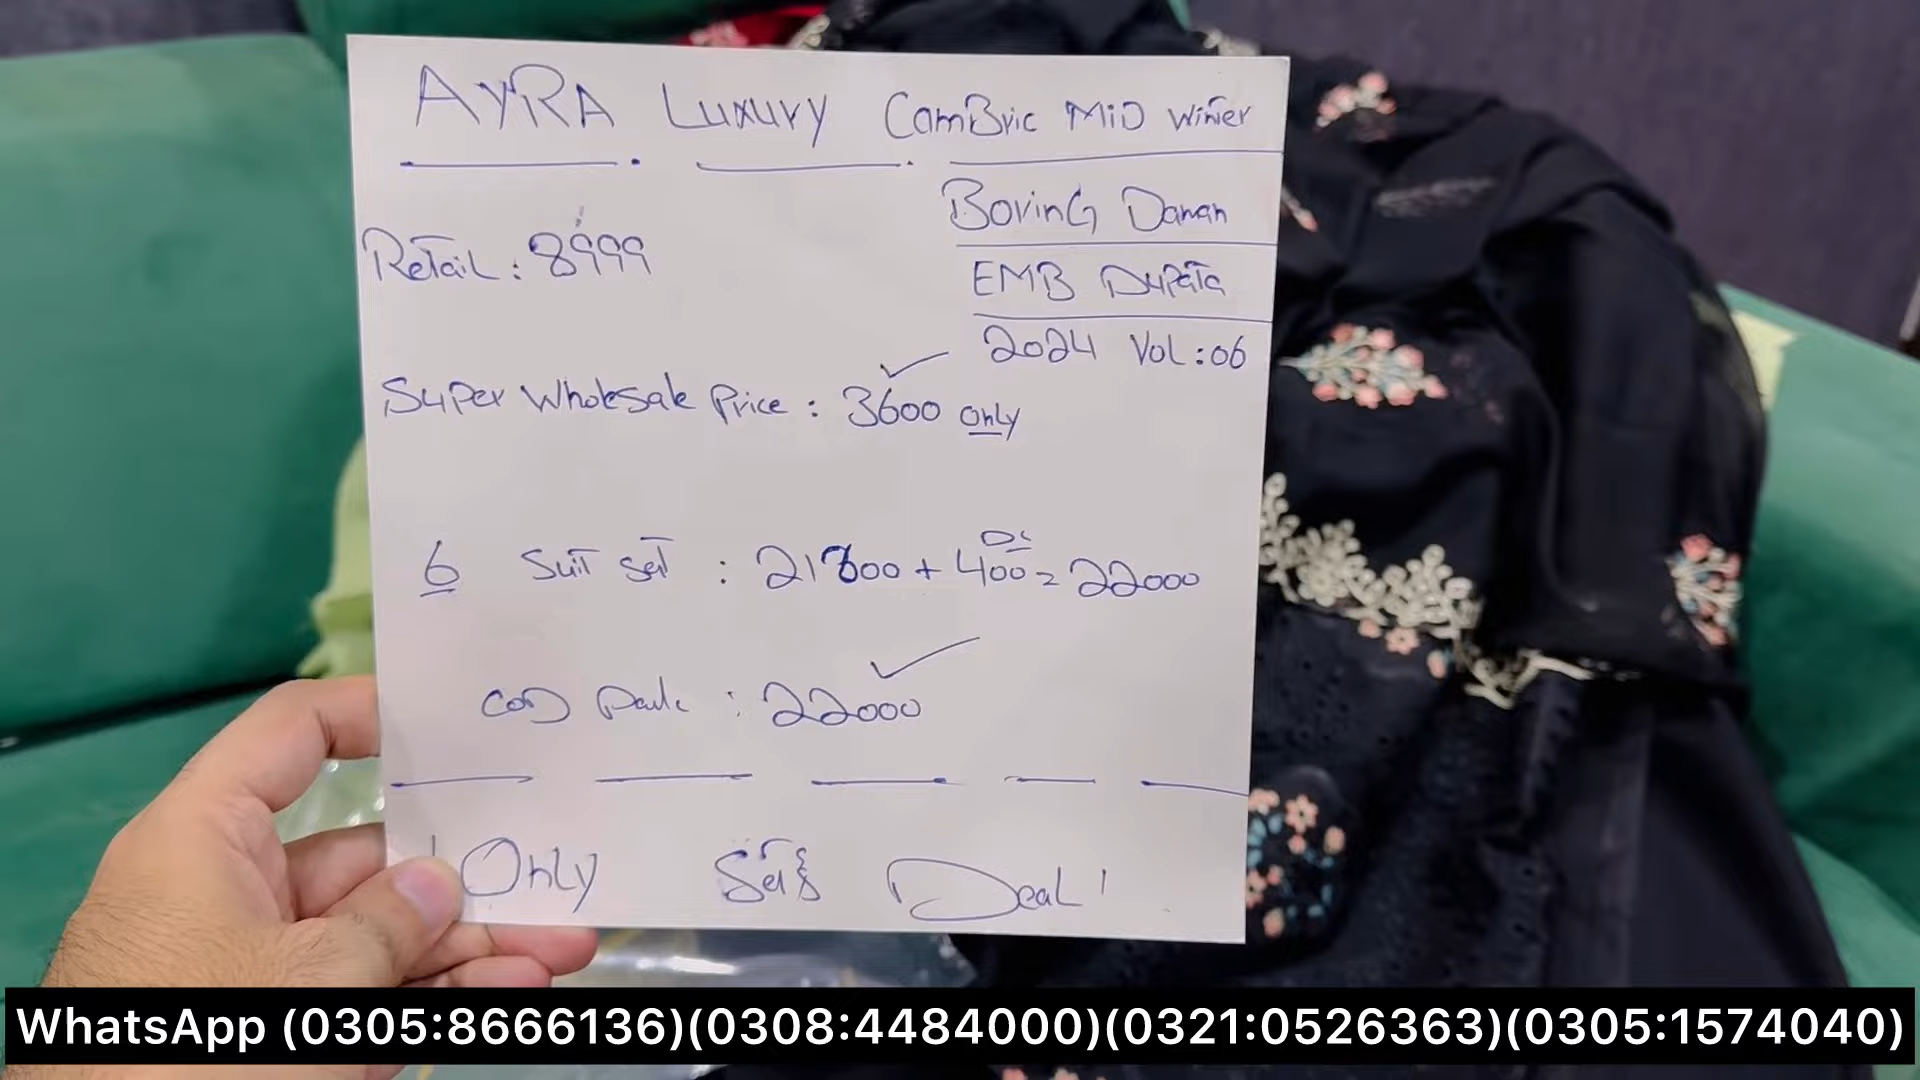 AYRA Luxury CamBric MiD Winter
BorinG Daman
Retail: 8999
EMB Dupata
2024 Vol:06
Super Wholesale Price: 3600 only
DC
6 Suit set: 21600 + 400 = 22000
COD Park: 22000
'Only Sets Deal'
WhatsApp (0305:8666136)(0308:4484000)(0321:0526363)(0305:1574040)